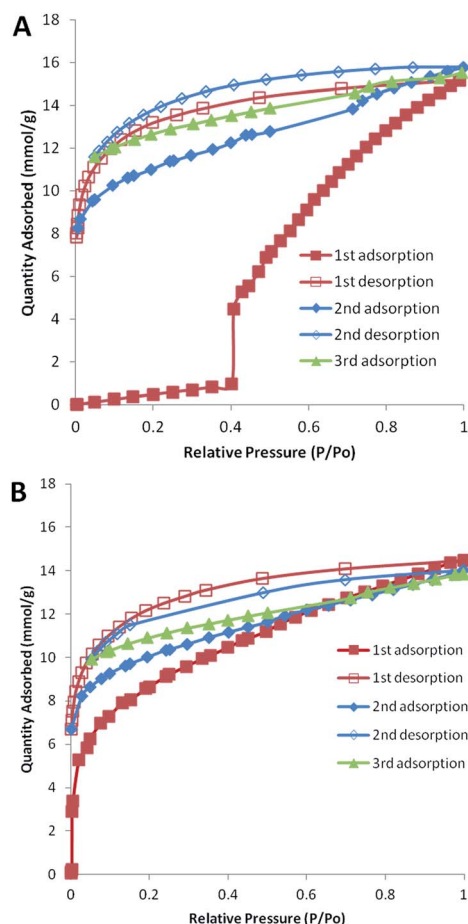 A
18
16
14
12
10
8
6
4
2
0
Quantity Adsorbed (mmol/g)
1st adsorption
1st desorption
2nd adsorption
2nd desorption
3rd adsorption
0 0.2 0.4 0.6 0.8 1
Relative Pressure (P/Po)
B
18
16
14
12
10
8
6
4
2
0
Quantity Adsorbed (mmol/g)
1st adsorption
1st desorption
2nd adsorption
2nd desorption
3rd adsorption
0 0.2 0.4 0.6 0.8 1
Relative Pressure (P/Po)